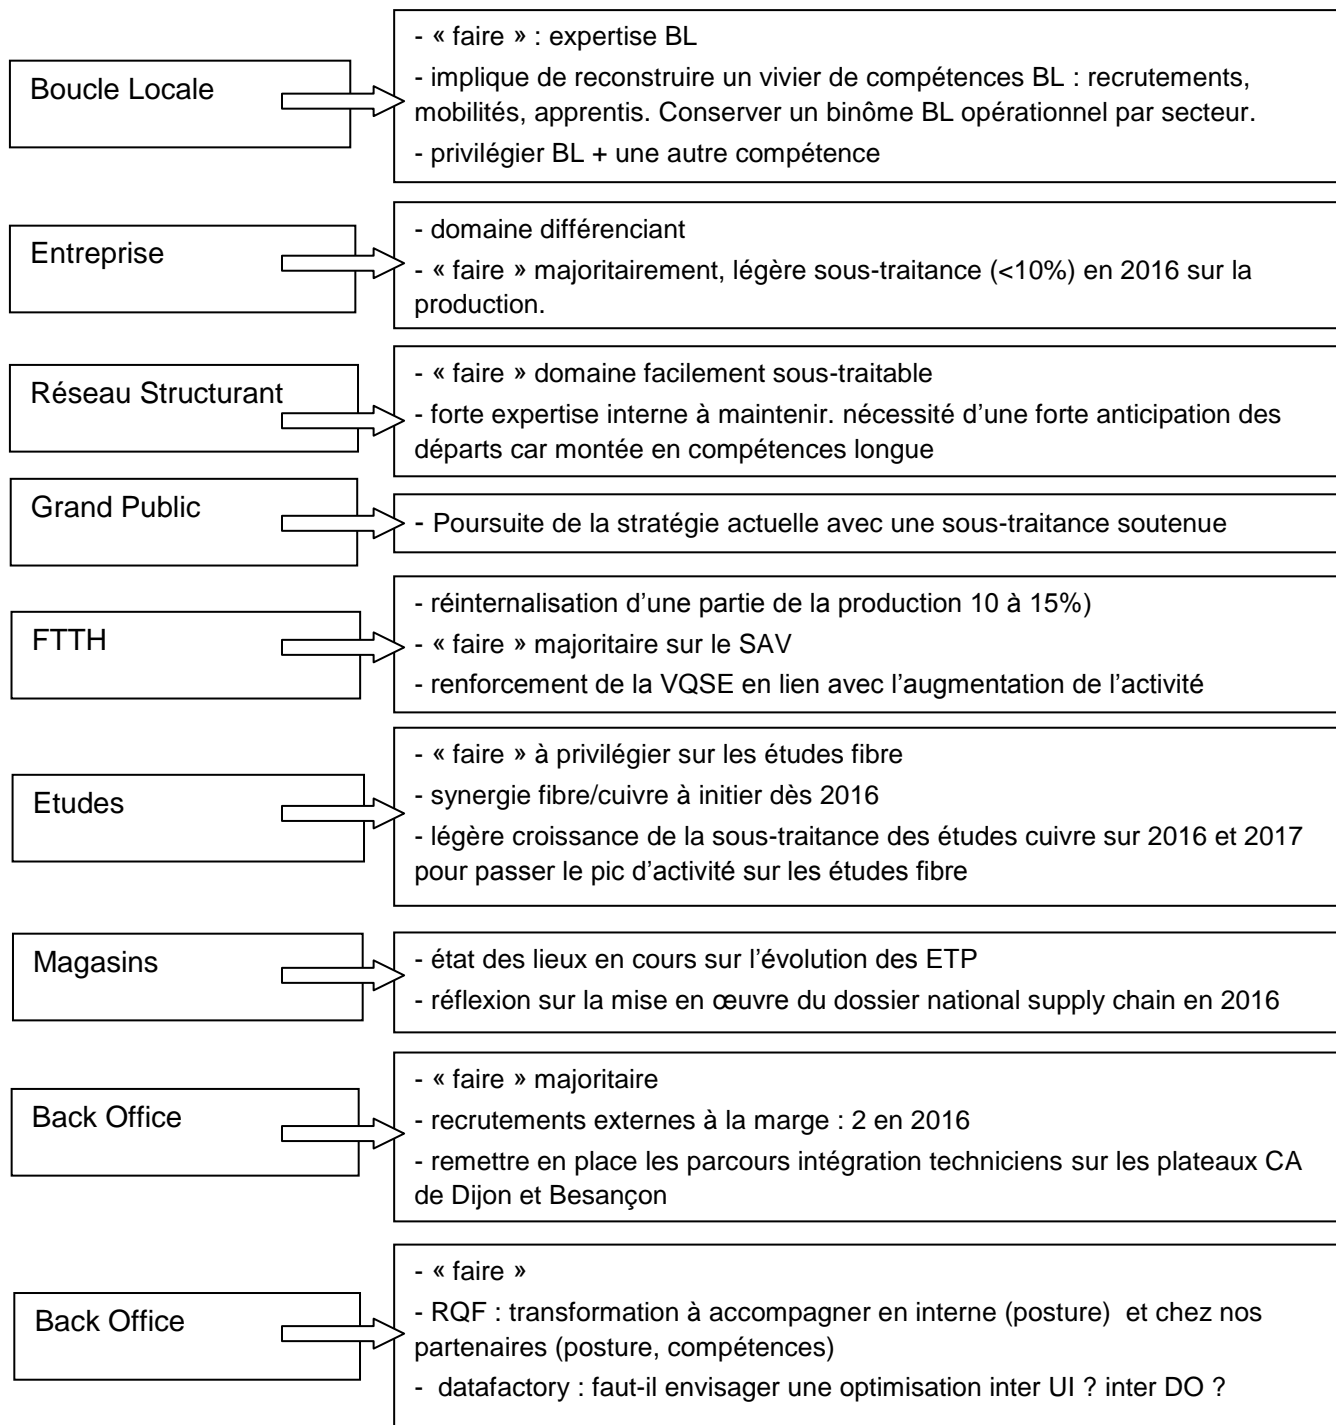 Boucle Locale
- « faire » : expertise BL
- implique de reconstruire un vivier de compétences BL : recrutements,
mobilités, apprentis. Conserver un binôme BL opérationnel par secteur.
- privilégier BL + une autre compétence
Entreprise
- domaine différenciant
- « faire » majoritairement, légère sous-traitance (<10%) en 2016 sur la
production.
Réseau Structurant
- « faire » domaine facilement sous-traitable
- forte expertise interne à maintenir. nécessité d’une forte anticipation des
départs car montée en compétences longue
Grand Public
- Poursuite de la stratégie actuelle avec une sous-traitance soutenue
FTTH
- réinternalisation d’une partie de la production 10 à 15%)
- « faire » majoritaire sur le SAV
- renforcement de la VQSE en lien avec l’augmentation de l’activité
Etudes
- « faire » à privilégier sur les études fibre
- synergie fibre/cuivre à initier dès 2016
- légère croissance de la sous-traitance des études cuivre sur 2016 et 2017
pour passer le pic d’activité sur les études fibre
Magasins
- état des lieux en cours sur l’évolution des ETP
- réflexion sur la mise en œuvre du dossier national supply chain en 2016
Back Office
- « faire » majoritaire
- recrutements externes à la marge : 2 en 2016
- remettre en place les parcours intégration techniciens sur les plateaux CA
de Dijon et Besançon
Back Office
- « faire »
- RQF : transformation à accompagner en interne (posture) et chez nos
partenaires (posture, compétences)
- datafactory : faut-il envisager une optimisation inter UI ? inter DO ?